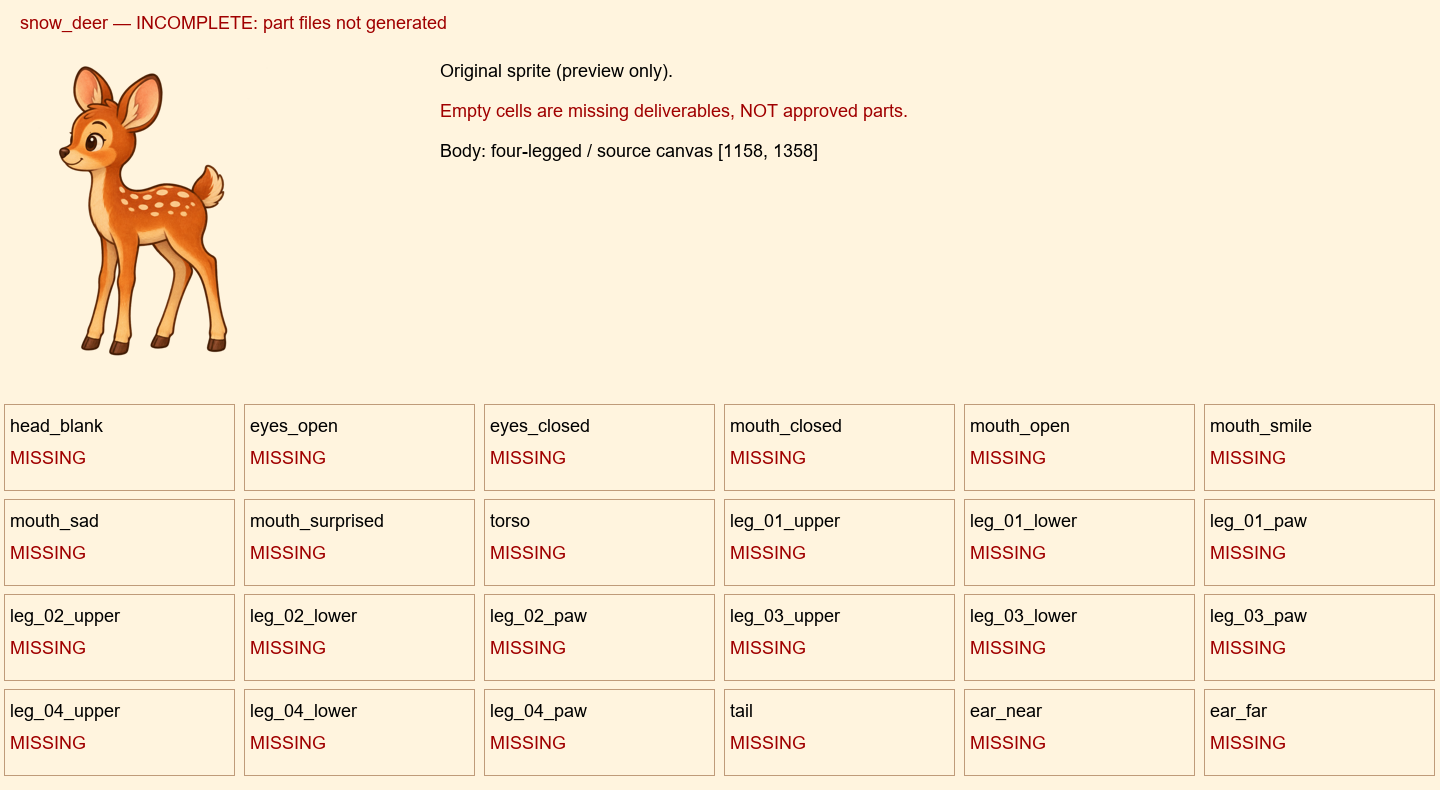 snow_deer — INCOMPLETE: part files not generated
Original sprite (preview only).
Empty cells are missing deliverables, NOT approved parts.
Body: four-legged / source canvas [1158, 1358]
head_blank
MISSING
eyes_open
MISSING
eyes_closed
MISSING
mouth_closed
MISSING
mouth_open
MISSING
mouth_smile
MISSING
mouth_sad
MISSING
mouth_surprised
MISSING
torso
MISSING
leg_01_upper
MISSING
leg_01_lower
MISSING
leg_01_paw
MISSING
leg_02_upper
MISSING
leg_02_lower
MISSING
leg_02_paw
MISSING
leg_03_upper
MISSING
leg_03_lower
MISSING
leg_03_paw
MISSING
leg_04_upper
MISSING
leg_04_lower
MISSING
leg_04_paw
MISSING
tail
MISSING
ear_near
MISSING
ear_far
MISSING